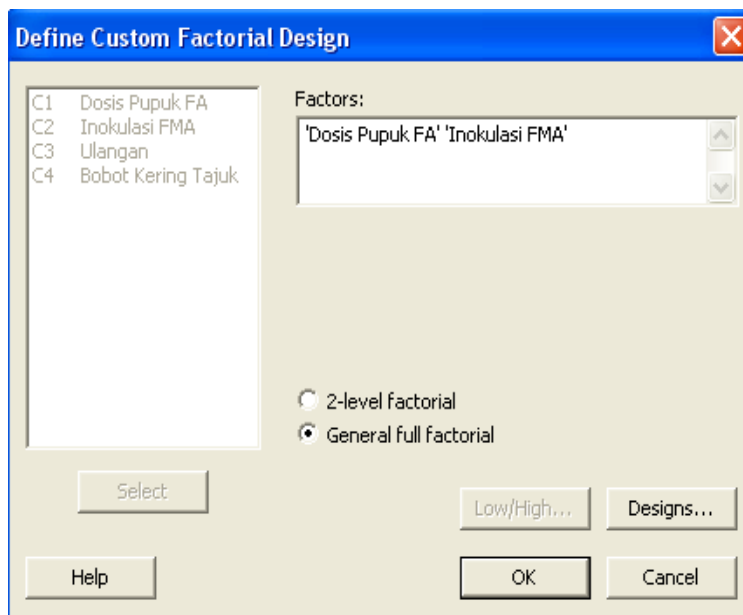 Define Custom Factorial Design
C1 Dosis Pupuk FA
C2 Inokulasi FMA
C3 Ulangan
C4 Bobot Kering Tajuk
Factors:
'Dosis Pupuk FA' 'Inokulasi FMA'
2-level factorial
General full factorial
Select
Low/High...
Designs...
Help
OK
Cancel